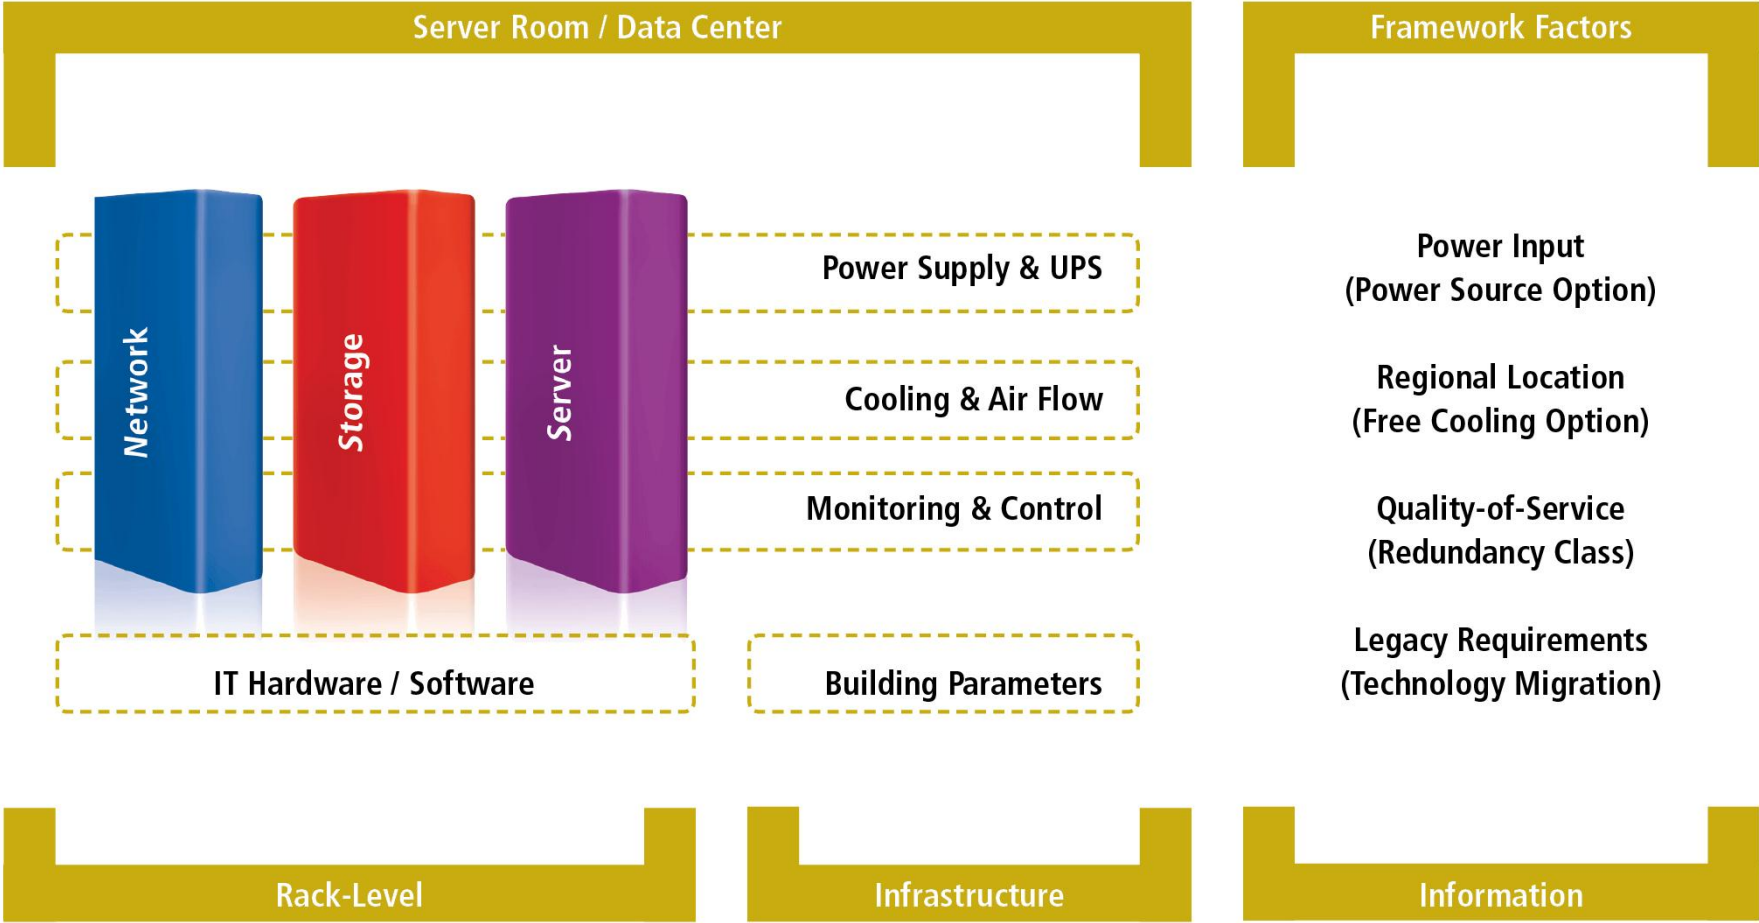 Server Room / Data Center
Framework Factors
Network
Storage
Server
Power Supply & UPS
Cooling & Air Flow
Monitoring & Control
IT Hardware / Software
Building Parameters
Power Input
(Power Source Option)
Regional Location
(Free Cooling Option)
Quality-of-Service
(Redundancy Class)
Legacy Requirements
(Technology Migration)
Rack-Level
Infrastructure
Information